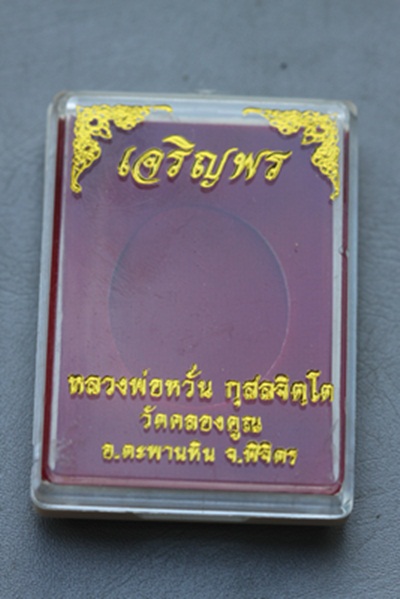 เจริญพร
หลวงพ่อหวั่น กุสลจิตฺโต
วัดคลองคูณ
อ.ตะพานหิน จ.พิจิตร